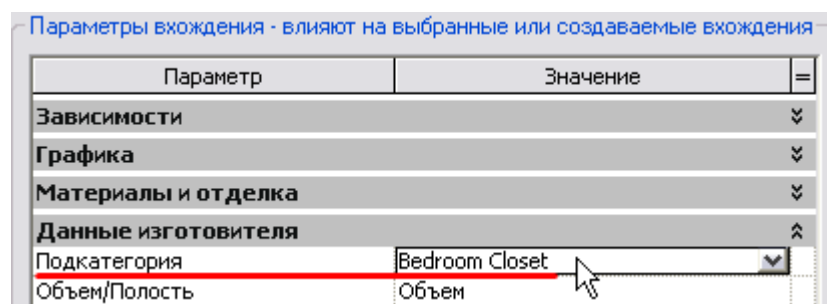 Параметры вхождения - влияют на выбранные или создаваемые вхождения
Параметр Значение =
Зависимости
Графика
Материалы и отделка
Данные изготовителя
Подкатегория Bedroom Closet
Объем/Полость Объем